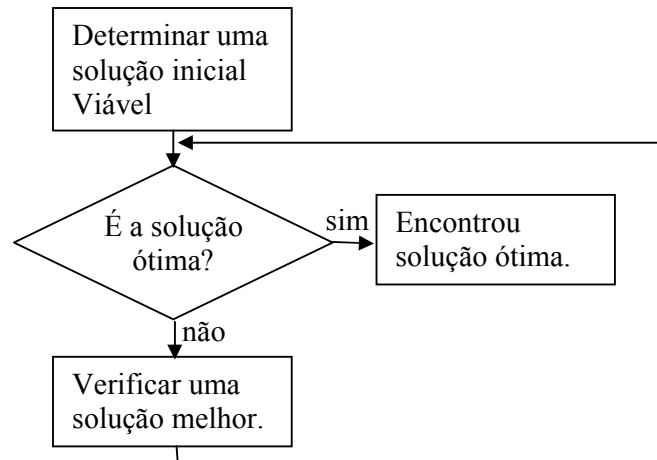 Determinar uma
solução inicial
Viável
É a solução
ótima?
sim
Encontrou
solução ótima.
não
Verificar uma
solução melhor.